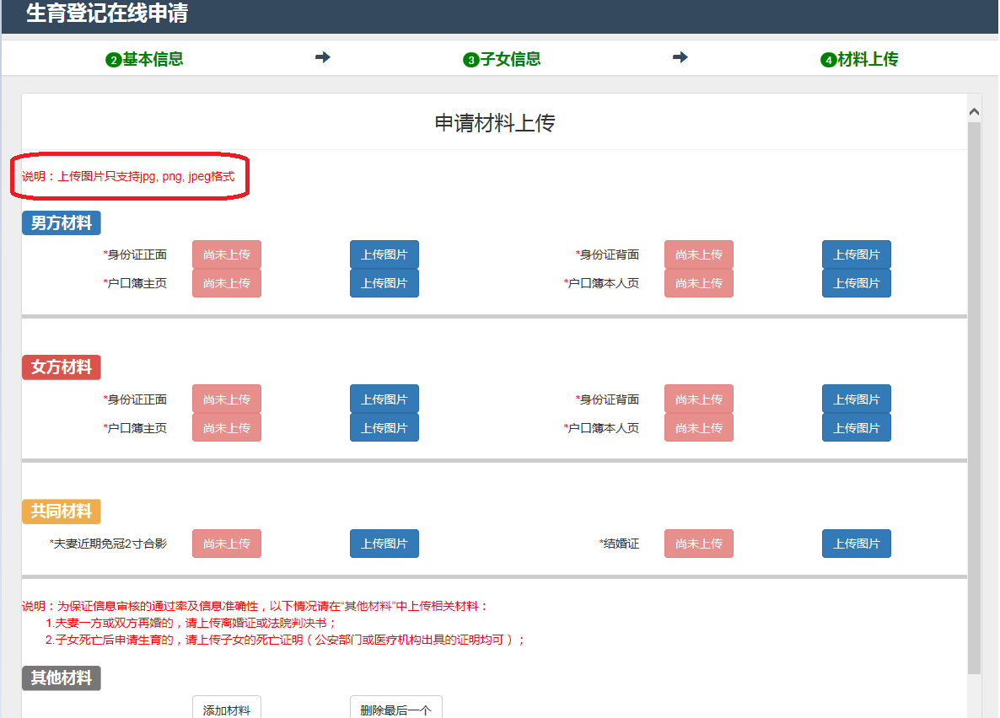 生育登记在线申请
2基本信息 3子女信息 4材料上传
申请材料上传
说明：上传图片只支持jpg, png, jpeg格式
男方材料
*身份证正面 尚未上传 上传图片 *身份证背面 尚未上传 上传图片
*户口簿主页 尚未上传 上传图片 *户口簿本人页 尚未上传 上传图片
女方材料
*身份证正面 尚未上传 上传图片 *身份证背面 尚未上传 上传图片
*户口簿主页 尚未上传 上传图片 *户口簿本人页 尚未上传 上传图片
共同材料
*夫妻近期免冠2寸合影 尚未上传 上传图片 *结婚证 尚未上传 上传图片
说明：为保证信息审核的通过率及信息准确性，以下情况请在“其他材料”中上传相关材料：
1.夫妻一方或双方再婚的，请上传离婚证或法院判决书；
2.子女死亡后申请生育的，请上传子女的死亡证明（公安部门或医疗机构出具的证明均可）；
其他材料
添加材料 删除最后一个